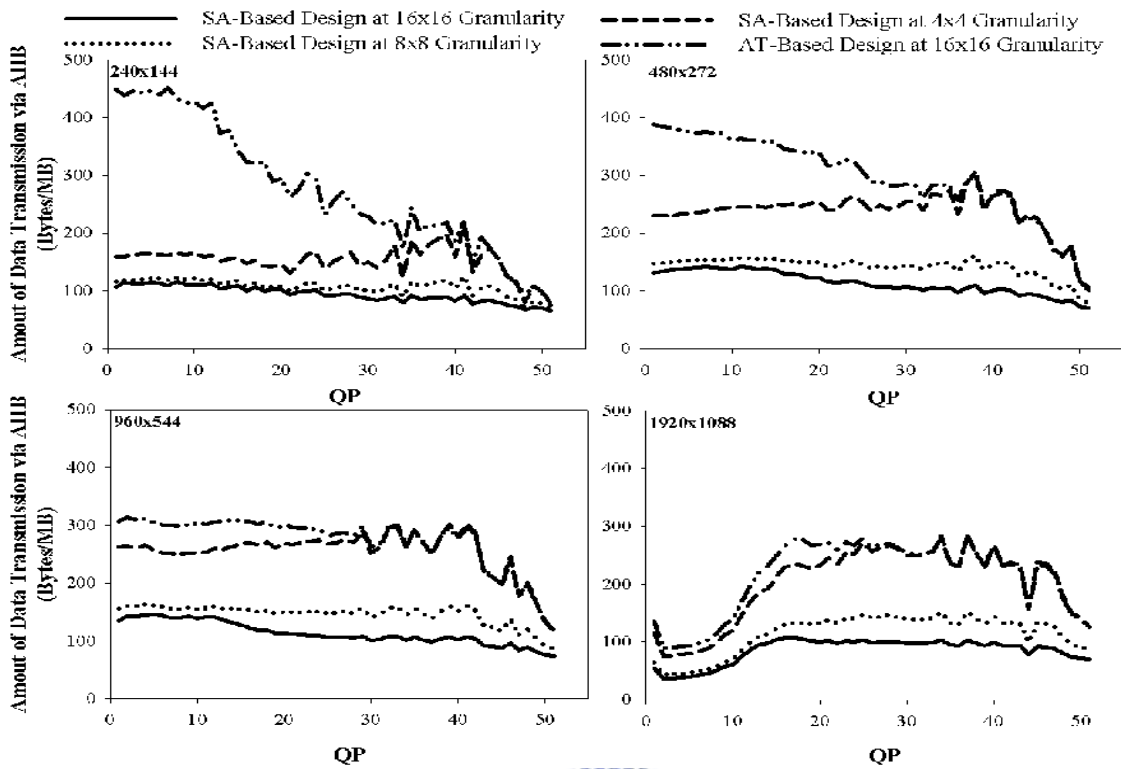 SA-Based Design at 16x16 Granularity
SA-Based Design at 4x4 Granularity
SA-Based Design at 8x8 Granularity
AT-Based Design at 16x16 Granularity
Amout of Data Transmission via AHB
(Bytes/MB)
500
400
300
200
100
0
240x144
0 10 20 30 40 50
QP
500
400
300
200
100
0
480x272
0 10 20 30 40 50
QP
Amout of Data Transmission via AHB
(Bytes/MB)
500
400
300
200
100
0
960x544
0 10 20 30 40 50
QP
500
400
300
200
100
0
1920x1088
0 10 20 30 40 50
QP